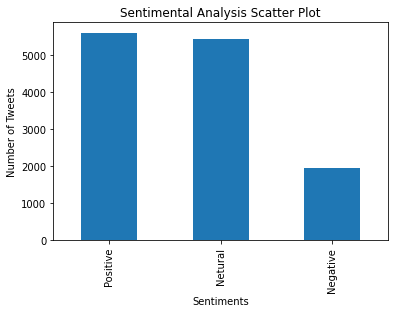 Sentimental Analysis Scatter Plot
Number of Tweets
5000
4000
3000
2000
1000
0
Positive
Netural
Negative
Sentiments